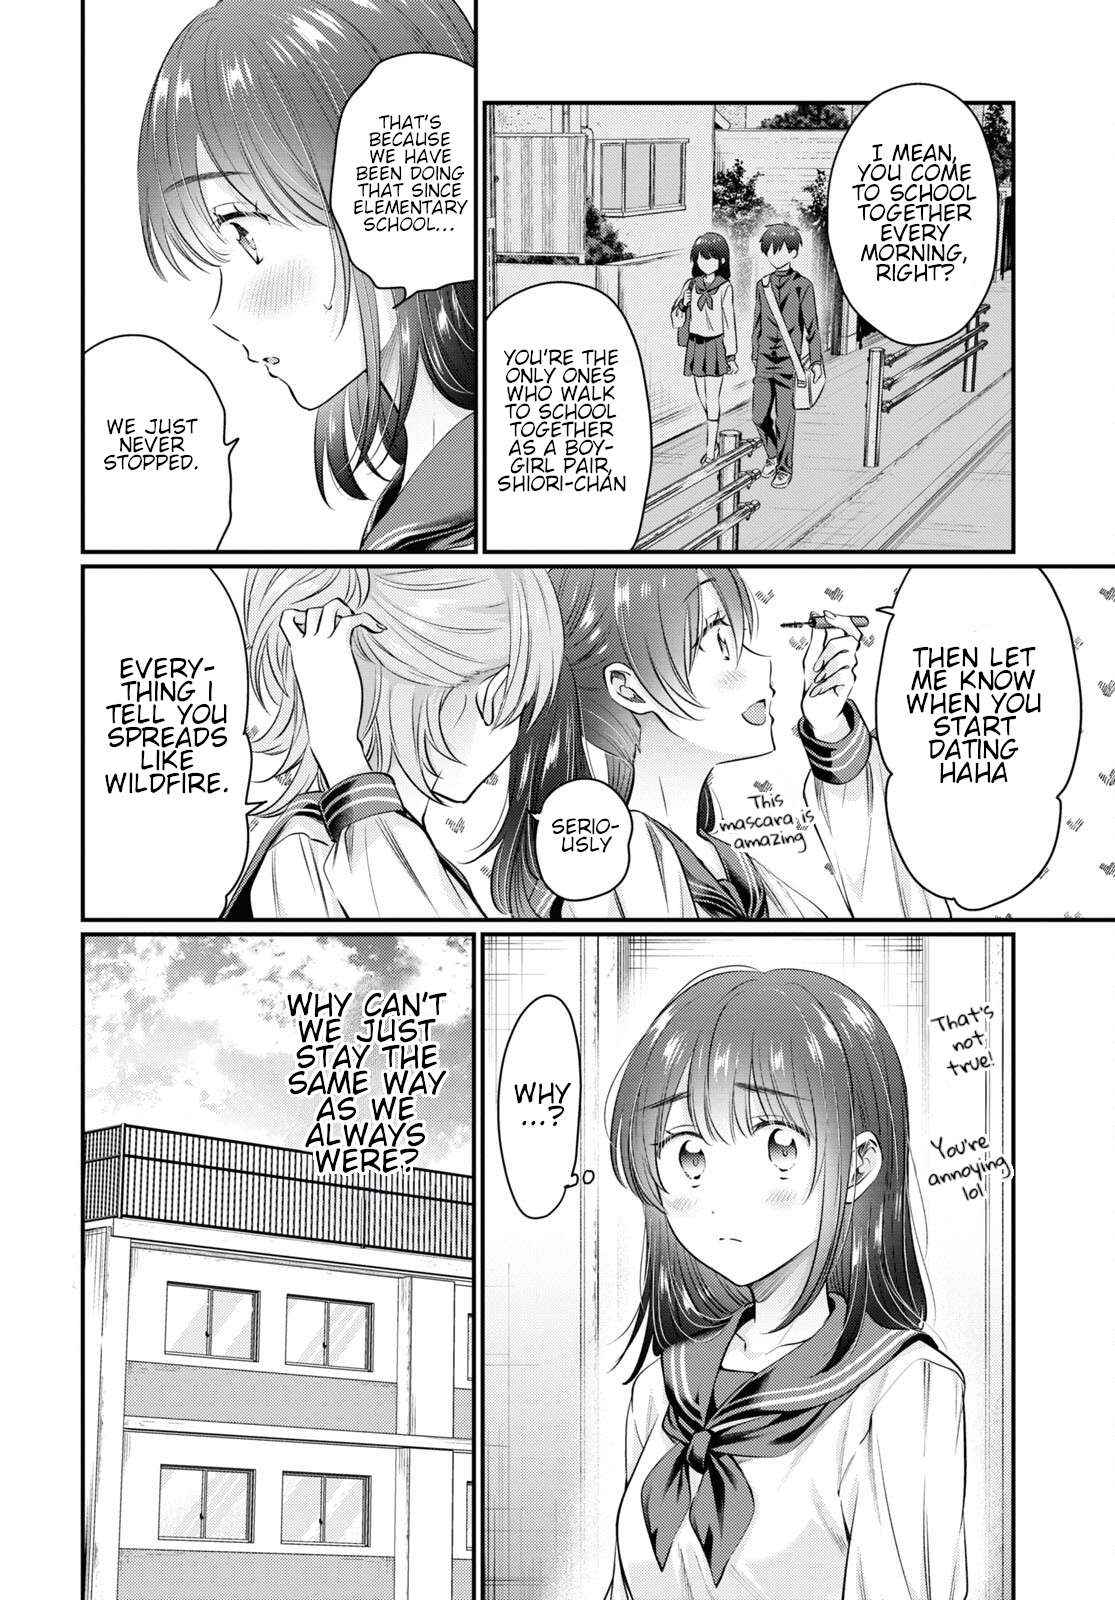 I MEAN,
YOU COME
TO SCHOOL
TOGETHER
EVERY
MORNING,
RIGHT?
YOU'RE THE
ONLY ONES
WHO WALK
TO SCHOOL
TOGETHER
AS A BOY-
GIRL PAIR,
SHIORI-CHAN
THAT'S
BECAUSE
WE HAVE
BEEN DOING
THAT SINCE
ELEMENTARY
SCHOOL...
WE JUST
NEVER
STOPPED.
THEN LET
ME KNOW
WHEN YOU
START
DATING
HAHA
This
mascara is
amazing
SERIO-
USLY
EVERY-
THING I
TELL YOU
SPREADS
LIKE
WILDFIRE.
That's
not
true!
You're
annoying
lol
WHY
...?
WHY CAN'T
WE JUST
STAY THE
SAME WAY
AS WE
ALWAYS
WERE?